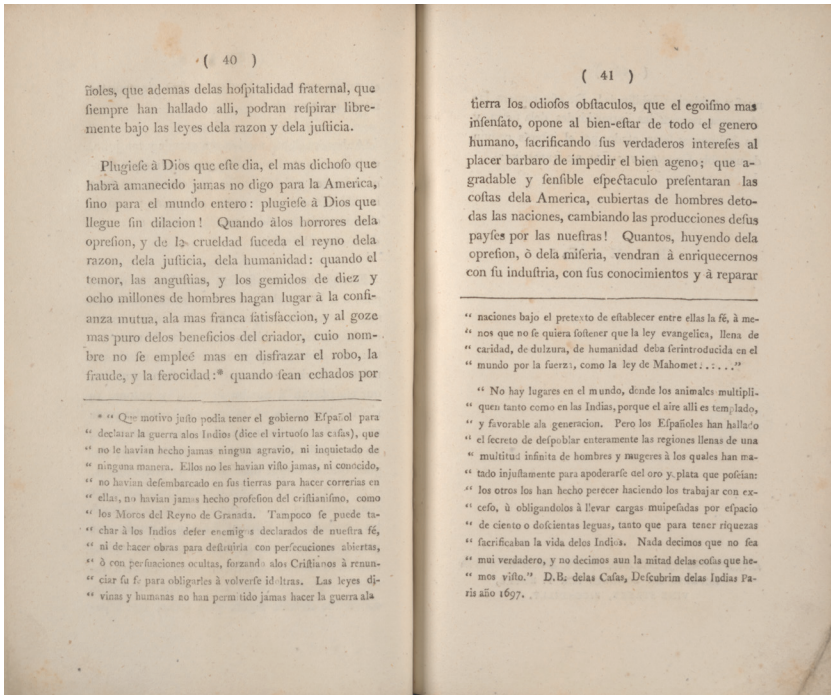 ( 40 )
ñoles, que ademas delas hoſpitalidad fraternal, que
ſiempre han hallado alli, podran reſpirar libre-
mente bajo las leyes dela razon y dela juſticia.
Plugieſe à Dios que eſte dia, el mas dichoſo que
habrà amanecido jamas no digo para la America,
ſino para el mundo entero: plugieſe à Dios que
llegue ſin dilacion! Quando àlos horrores dela
opreſion, y de la crueldad ſuceda el reyno dela
razon, dela juſticia, dela humanidad: quando el
temor, las anguſtias, y los gemidos de diez y
ocho millones de hombres hagan lugar à la confi-
anza mutua, ala mas franca ſatisfaccion, y al goze
mas puro delos beneficios del criador, cuio nom-
bre no ſe empleé mas en disfrazar el robo, la
fraude, y la ferocidad:* quando ſean echados por
* “ Que motivo juſto podia tener el gobierno Eſpañol para
“ declarar la guerra alos Indios (dice el virtuoſo las caſas), que
“ no le havian hecho jamas ningun agravio, ni inquietado de
“ ninguna manera. Ellos no les havian viſto jamas, ni conocido,
“ no havian deſembarcado en ſus tierras para hacer correrias en
“ ellas, no havian jamas hecho profeſion del criſtianiſmo, como
“ los Moros del Reyno de Granada. Tampoco ſe puede ta-
“ char à los Indios deſer enemigos declarados de nueſtra fé,
“ ni de hacer obras para deſtruirla con perſecuciones abiertas,
“ ò con perſuaciones ocultas, forzando alos Criſtianos à renun-
“ ciar ſu fe para obligarles à volverſe idoltras. Las leyes di-
“ vinas y humanas no han permitido jamas hacer la guerra ala
( 41 )
tierra los odioſos obſtaculos, que el egoiſmo mas
inſenſato, opone al bien-eſtar de todo el genero
humano, ſacrificando ſus verdaderos intereſes al
placer barbaro de impedir el bien ageno; que a-
gradable y ſenſible eſpectaculo preſentaran las
coſtas dela America, cubiertas de hombres deto-
das las naciones, cambiando las producciones deſus
payſes por las nueſtras! Quantos, huyendo dela
opreſion, ò dela miſeria, vendran à enriquecernos
con ſu induſtria, con ſus conocimientos y à reparar
“ naciones bajo el pretexto de eſtablecer entre ellas la fé, à me-
“ nos que no ſe quiera ſoſtener que la ley evangelica, llena de
“ caridad, de dulzura, de humanidad deba ſerintroducida en el
“ mundo por la fuerza, como la ley de Mahomet. . : . . .”
“ No hay lugares en el mundo, donde los animales multipli-
“ quen tanto como en las Indias, porque el aire alli es templado,
“ y favorable ala generacion. Pero los Eſpañoles han hallado
“ el ſecreto de deſpoblar enteramente las regiones llenas de una
“ multitud infinita de hombres y mugeres à los quales han ma-
“ tado injuſtamente para apoderarſe del oro y plata que poſeian:
“ los otros los han hecho perecer haciendo los trabajar con ex-
“ ceſo, ù obligandolos à llevar cargas muipeſadas por eſpacio
“ de ciento o doſcientas leguas, tanto que para tener riquezas
“ ſacrificaban la vida delos Indios. Nada decimos que no ſea
“ mui verdadero, y no decimos aun la mitad delas coſas que he-
“ mos viſto.” D.B. delas Caſas, Deſcubrim delas Indias Pa-
ris año 1697.